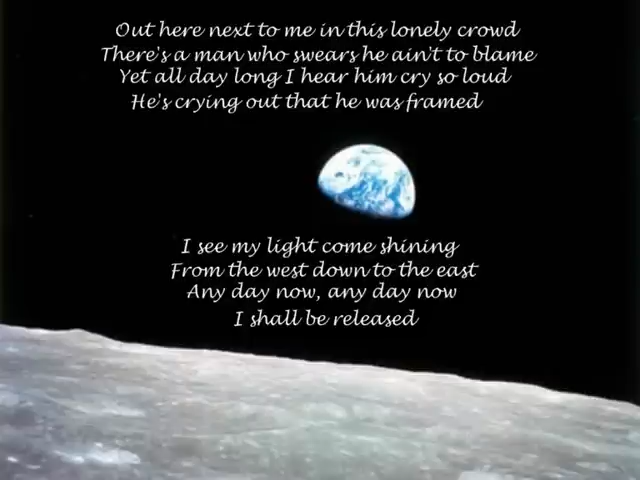 Out here next to me in this lonely crowd
There's a man who swears he ain't to blame
Yet all day long I hear him cry so loud
He's crying out that he was framed
I see my light come shining
From the west down to the east
Any day now, any day now
I shall be released